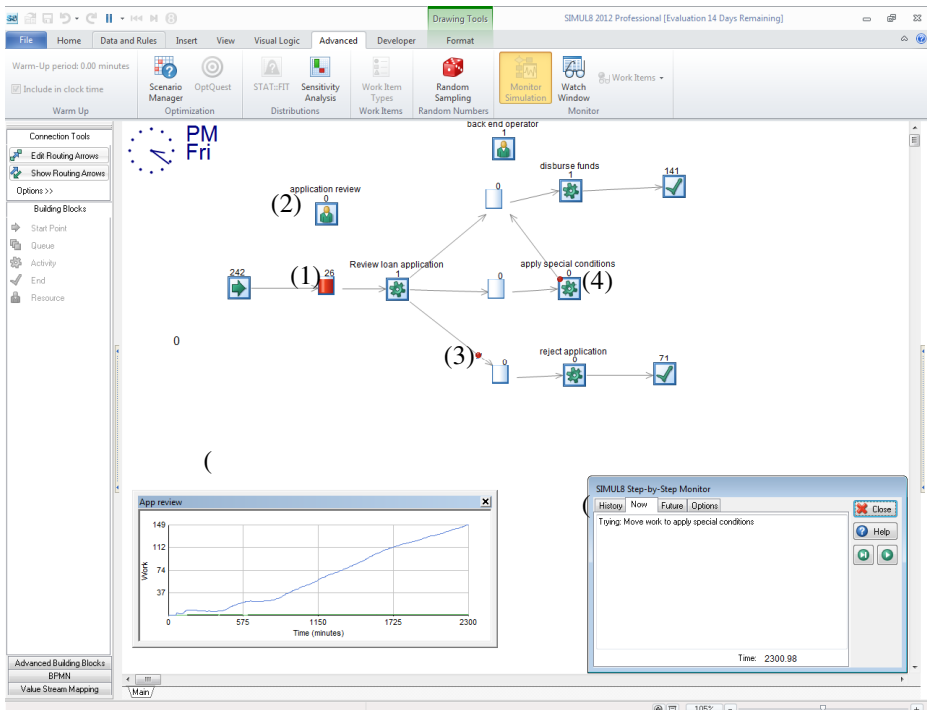 SIMUL8 2012 Professional [Evaluation 14 Days Remaining]
Drawing Tools
File Home Data and Rules Insert View Visual Logic Advanced Developer Format
Warm-Up period: 0.00 minutes
Include in clock time
Warm Up
Scenario Manager
OptQuest
Optimization
STAT::FIT
Sensitivity Analysis
Distributions
Work Item Types
Work Items
Random Sampling
Random Numbers
Monitor Simulation
Watch Window
Work Items
Monitor
Connection Tools
Edit Routing Arrows
Show Routing Arrows
Options >>
Building Blocks
Start Point
Queue
Activity
End
Resource
Advanced Building Blocks
BPMN
Value Stream Mapping
PM
Fri
back end operator
1
disburse funds
1
0
141
application review
0
(2)
242
(1)
26
Review loan application
1
0
apply special conditions
0
(4)
0
(3)
0
reject application
0
71
(
App review
149
112
74
37
Work
0 575 1150 1725 2300
Time (minutes)
(
SIMUL8 Step-by-Step Monitor
History Now Future Options
Trying: Move work to apply special conditions
Close
Help
Time: 2300.98
Main
105%